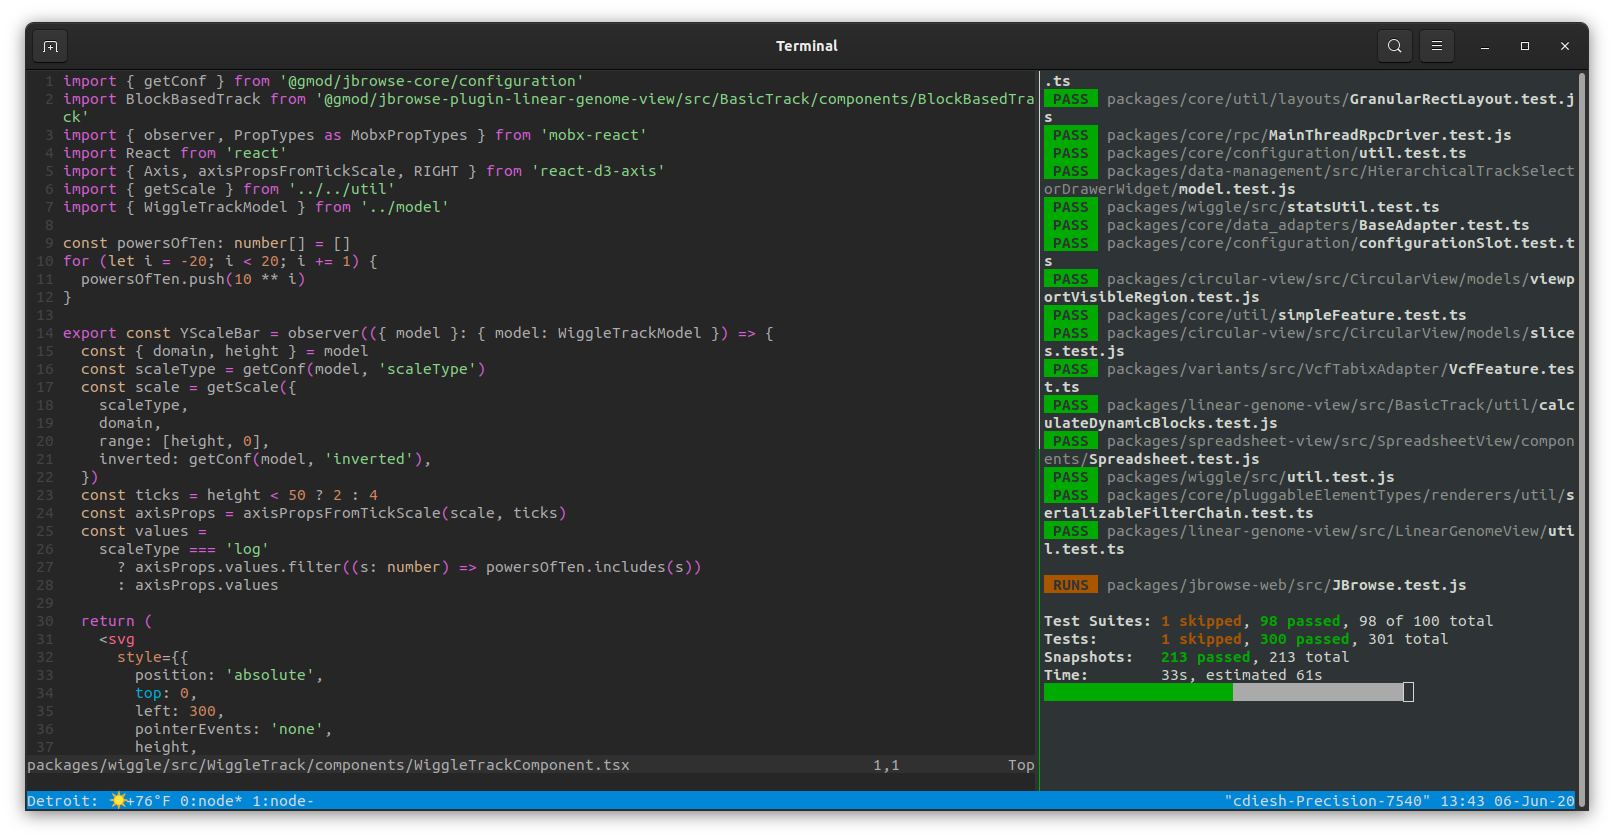 Terminal
1 import { getConf } from '@gmod/jbrowse-core/configuration'
2 import BlockBasedTrack from '@gmod/jbrowse-plugin-linear-genome-view/src/BasicTrack/components/BlockBasedTra
ck'
3 import { observer, PropTypes as MobxPropTypes } from 'mobx-react'
4 import React from 'react'
5 import { Axis, axisPropsFromTickScale, RIGHT } from 'react-d3-axis'
6 import { getScale } from '../../util'
7 import { WiggleTrackModel } from '../model'
8
9 const powersOfTen: number[] = []
10 for (let i = -20; i < 20; i += 1) {
11   powersOfTen.push(10 ** i)
12 }
13
14 export const YScaleBar = observer(({ model }: { model: WiggleTrackModel }) => {
15   const { domain, height } = model
16   const scaleType = getConf(model, 'scaleType')
17   const scale = getScale({
18     scaleType,
19     domain,
20     range: [height, 0],
21     inverted: getConf(model, 'inverted'),
22   })
23   const ticks = height < 50 ? 2 : 4
24   const axisProps = axisPropsFromTickScale(scale, ticks)
25   const values =
26     scaleType === 'log'
27       ? axisProps.values.filter((s: number) => powersOfTen.includes(s))
28       : axisProps.values
29
30   return (
31     <svg
32       style={{
33         position: 'absolute',
34         top: 0,
35         left: 300,
36         pointerEvents: 'none',
37         height,
packages/wiggle/src/WiggleTrack/components/WiggleTrackComponent.tsx 1,1 Top
.ts
PASS packages/core/util/layouts/GranularRectLayout.test.j
s
PASS packages/core/rpc/MainThreadRpcDriver.test.js
PASS packages/core/configuration/util.test.ts
PASS packages/data-management/src/HierarchicalTrackSelect
orDrawerWidget/model.test.js
PASS packages/wiggle/src/statsUtil.test.ts
PASS packages/core/data_adapters/BaseAdapter.test.ts
PASS packages/core/configuration/configurationSlot.test.t
s
PASS packages/circular-view/src/CircularView/models/viewp
ortVisibleRegion.test.js
PASS packages/core/util/simpleFeature.test.ts
PASS packages/circular-view/src/CircularView/models/slice
s.test.js
PASS packages/variants/src/VcfTabixAdapter/VcfFeature.tes
t.ts
PASS packages/linear-genome-view/src/BasicTrack/util/calc
ulateDynamicBlocks.test.js
PASS packages/spreadsheet-view/src/SpreadsheetView/compon
ents/Spreadsheet.test.js
PASS packages/wiggle/src/util.test.js
PASS packages/core/pluggableElementTypes/renderers/util/s
erializableFilterChain.test.ts
PASS packages/linear-genome-view/src/LinearGenomeView/uti
l.test.ts
RUNS packages/jbrowse-web/src/JBrowse.test.js
Test Suites: 1 skipped, 98 passed, 98 of 100 total
Tests: 1 skipped, 300 passed, 301 total
Snapshots: 213 passed, 213 total
Time: 33s, estimated 61s
Detroit: ☀️+76°F 0:node* 1:node- "cdiesh-Precision-7540" 13:43 06-Jun-20